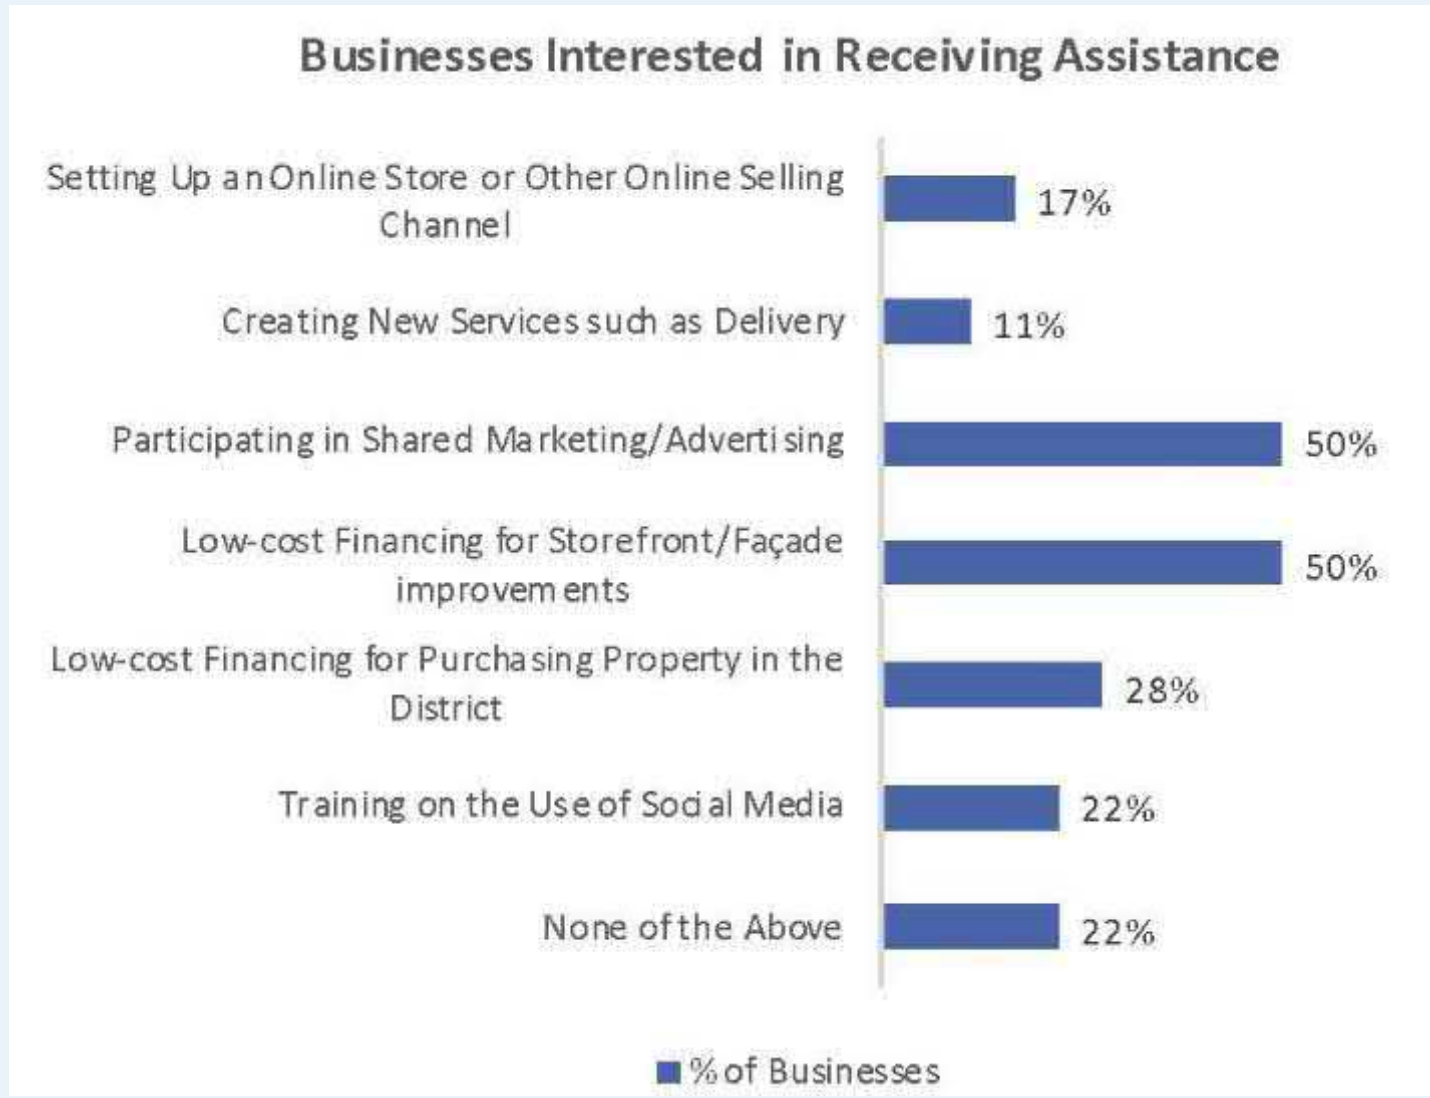 Businesses Interested in Receiving Assistance
Setting Up an Online Store or Other Online Selling
Channel
17%
Creating New Services such as Delivery
11%
Participating in Shared Marketing/Advertising
50%
Low-cost Financing for Storefront/Façade
improvements
50%
Low-cost Financing for Purchasing Property in the
District
28%
Training on the Use of Social Media
22%
None of the Above
22%
% of Businesses